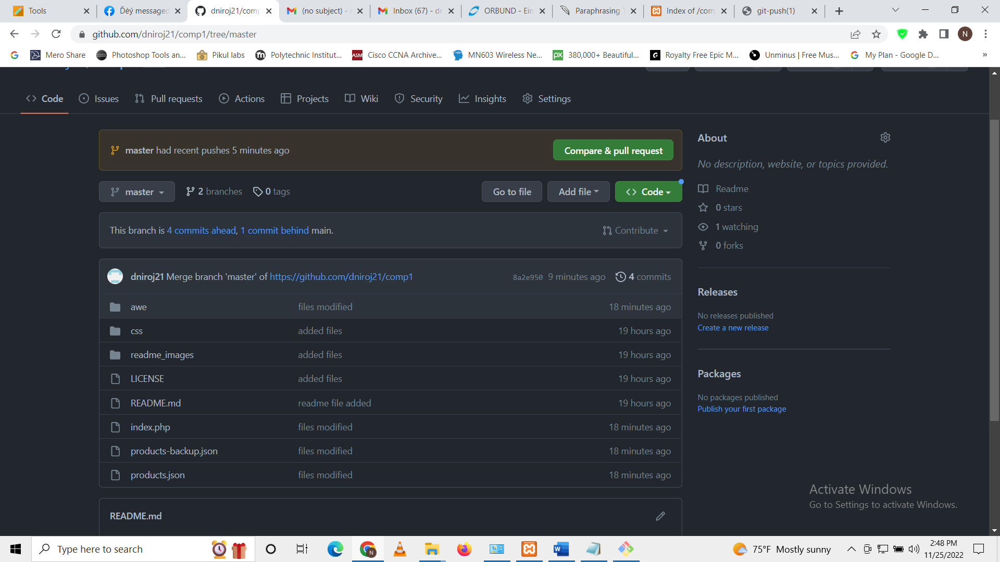 Tools
Ďèý messaged
dniroj21/comp
(no subject) -
Inbox (67) - d
ORBUND - Ein
Paraphrasing T
Index of /com
git-push(1)
github.com/dniroj21/comp1/tree/master
N
Mero Share
Photoshop Tools an...
Pikul labs
Polytechnic Institut...
ASM
Cisco CCNA Archive...
MN603 Wireless Ne...
px
380,000+ Beautiful...
Royalty Free Epic M...
Unminus | Free Mus...
My Plan - Google D...
»
Code
Issues
Pull requests
Actions
Projects
Wiki
Security
Insights
Settings
master had recent pushes 5 minutes ago
Compare & pull request
master
2 branches
0 tags
Go to file
Add file
Code
This branch is 4 commits ahead, 1 commit behind main.
Contribute
dniroj21 Merge branch 'master' of https://github.com/dniroj21/comp1
8a2e950 9 minutes ago
4 commits
awe
files modified
18 minutes ago
css
added files
19 hours ago
readme_images
added files
19 hours ago
LICENSE
added files
19 hours ago
README.md
readme file added
19 hours ago
index.php
files modified
18 minutes ago
products-backup.json
files modified
18 minutes ago
products.json
files modified
18 minutes ago
README.md
About
No description, website, or topics provided.
Readme
0 stars
1 watching
0 forks
Releases
No releases published
Create a new release
Packages
No packages published
Publish your first package
Activate Windows
Go to Settings to activate Windows.
Type here to search
N
W
75°F Mostly sunny
2:48 PM
11/25/2022